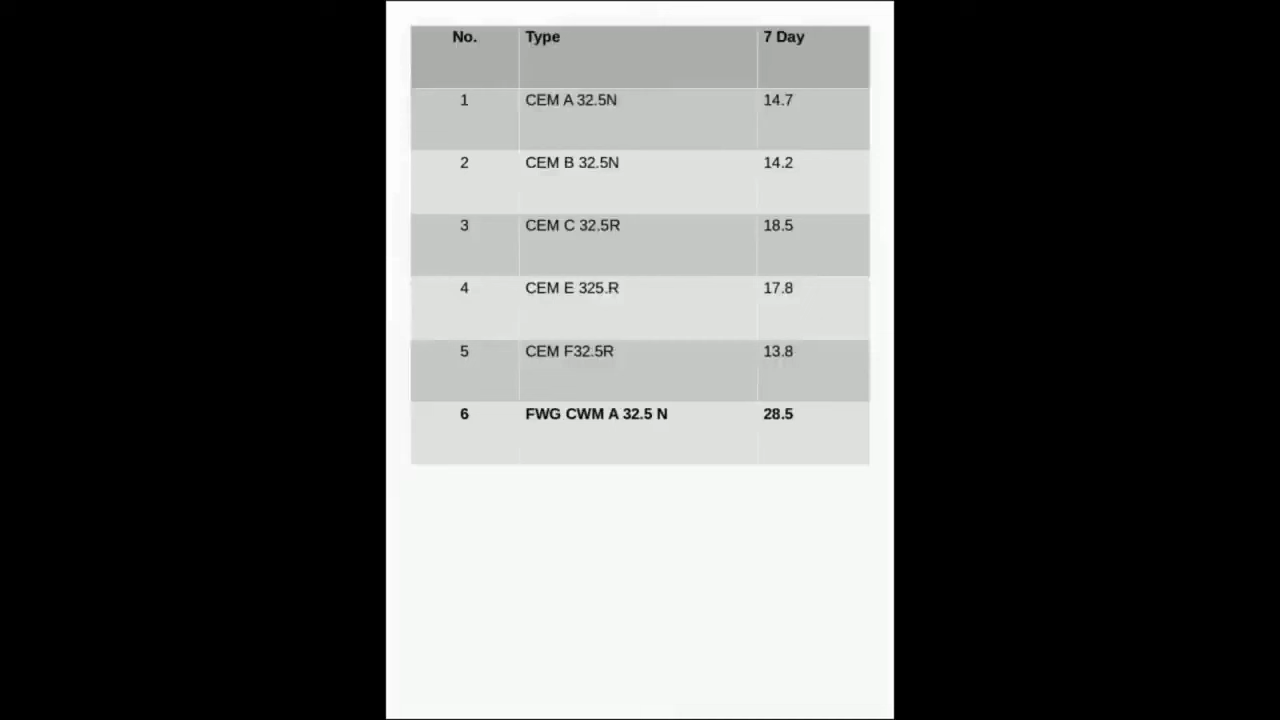 No. Type 7 Day
1 CEM A 32.5N 14.7
2 CEM B 32.5N 14.2
3 CEM C 32.5R 18.5
4 CEM E 325.R 17.8
5 CEM F32.5R 13.8
6 FWG CWM A 32.5 N 28.5